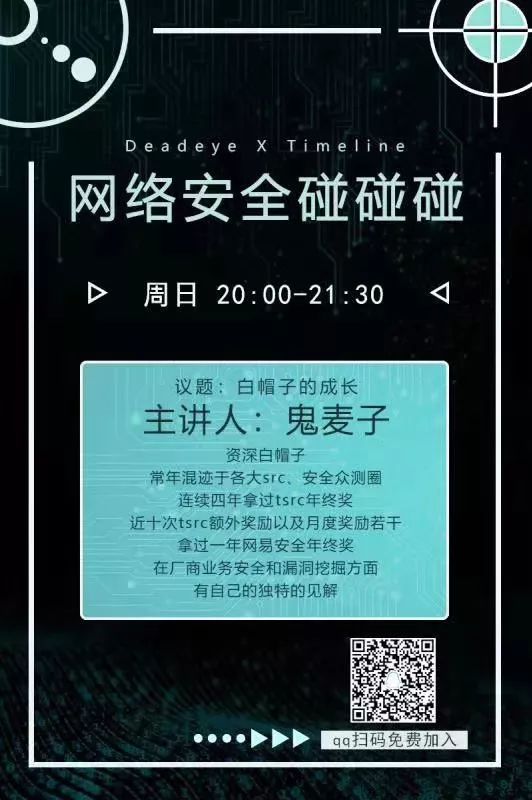 Deadeye X Timeline
网络安全碰碰碰
周日 20:00-21:30
议题：白帽子的成长
主讲人：鬼麦子
资深白帽子
常年混迹于各大src、安全众测圈
连续四年拿过tsrc年终奖
近十次tsrc额外奖励以及月度奖励若干
拿过一年网易安全年终奖
在厂商业务安全和漏洞挖掘方面
有自己的独特的见解
qq扫码免费加入